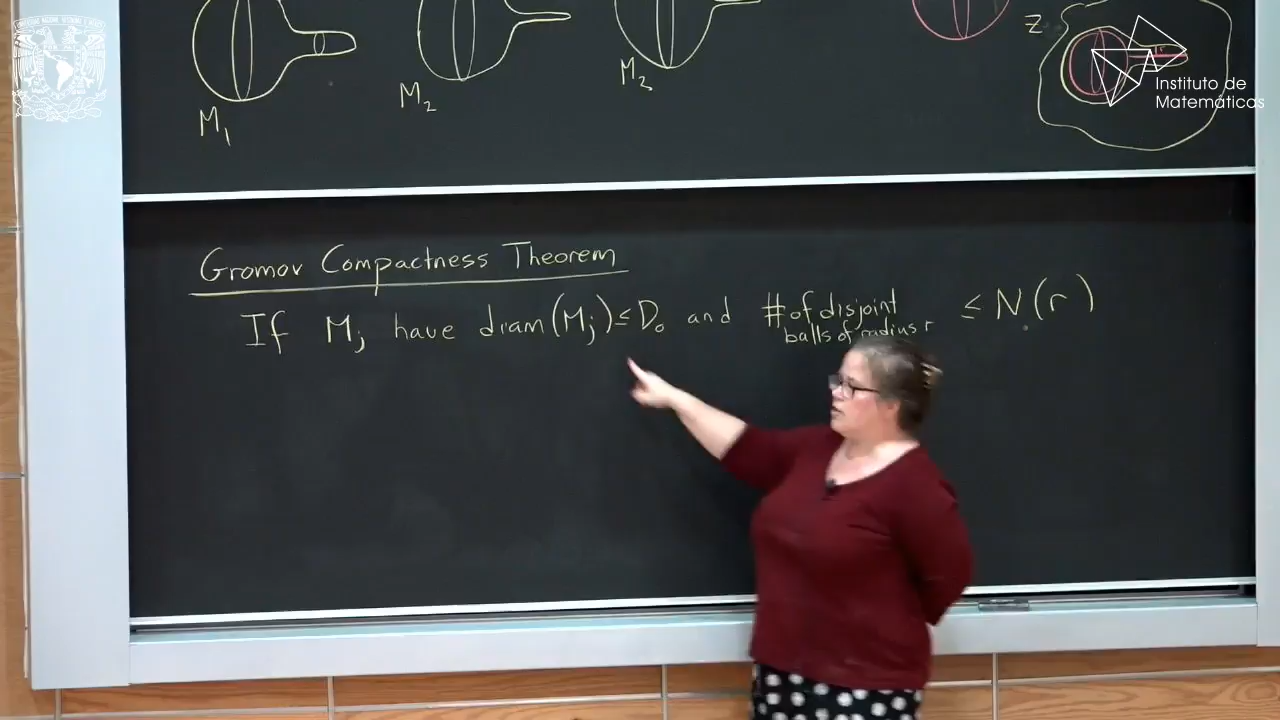 M₁
M₂
M₃
Z
Instituto de
Matemáticas
Gromov Compactness Theorem
If Mⱼ have diam(Mⱼ) ≤ D₀ and # of disjoint balls of radius r ≤ N(r)